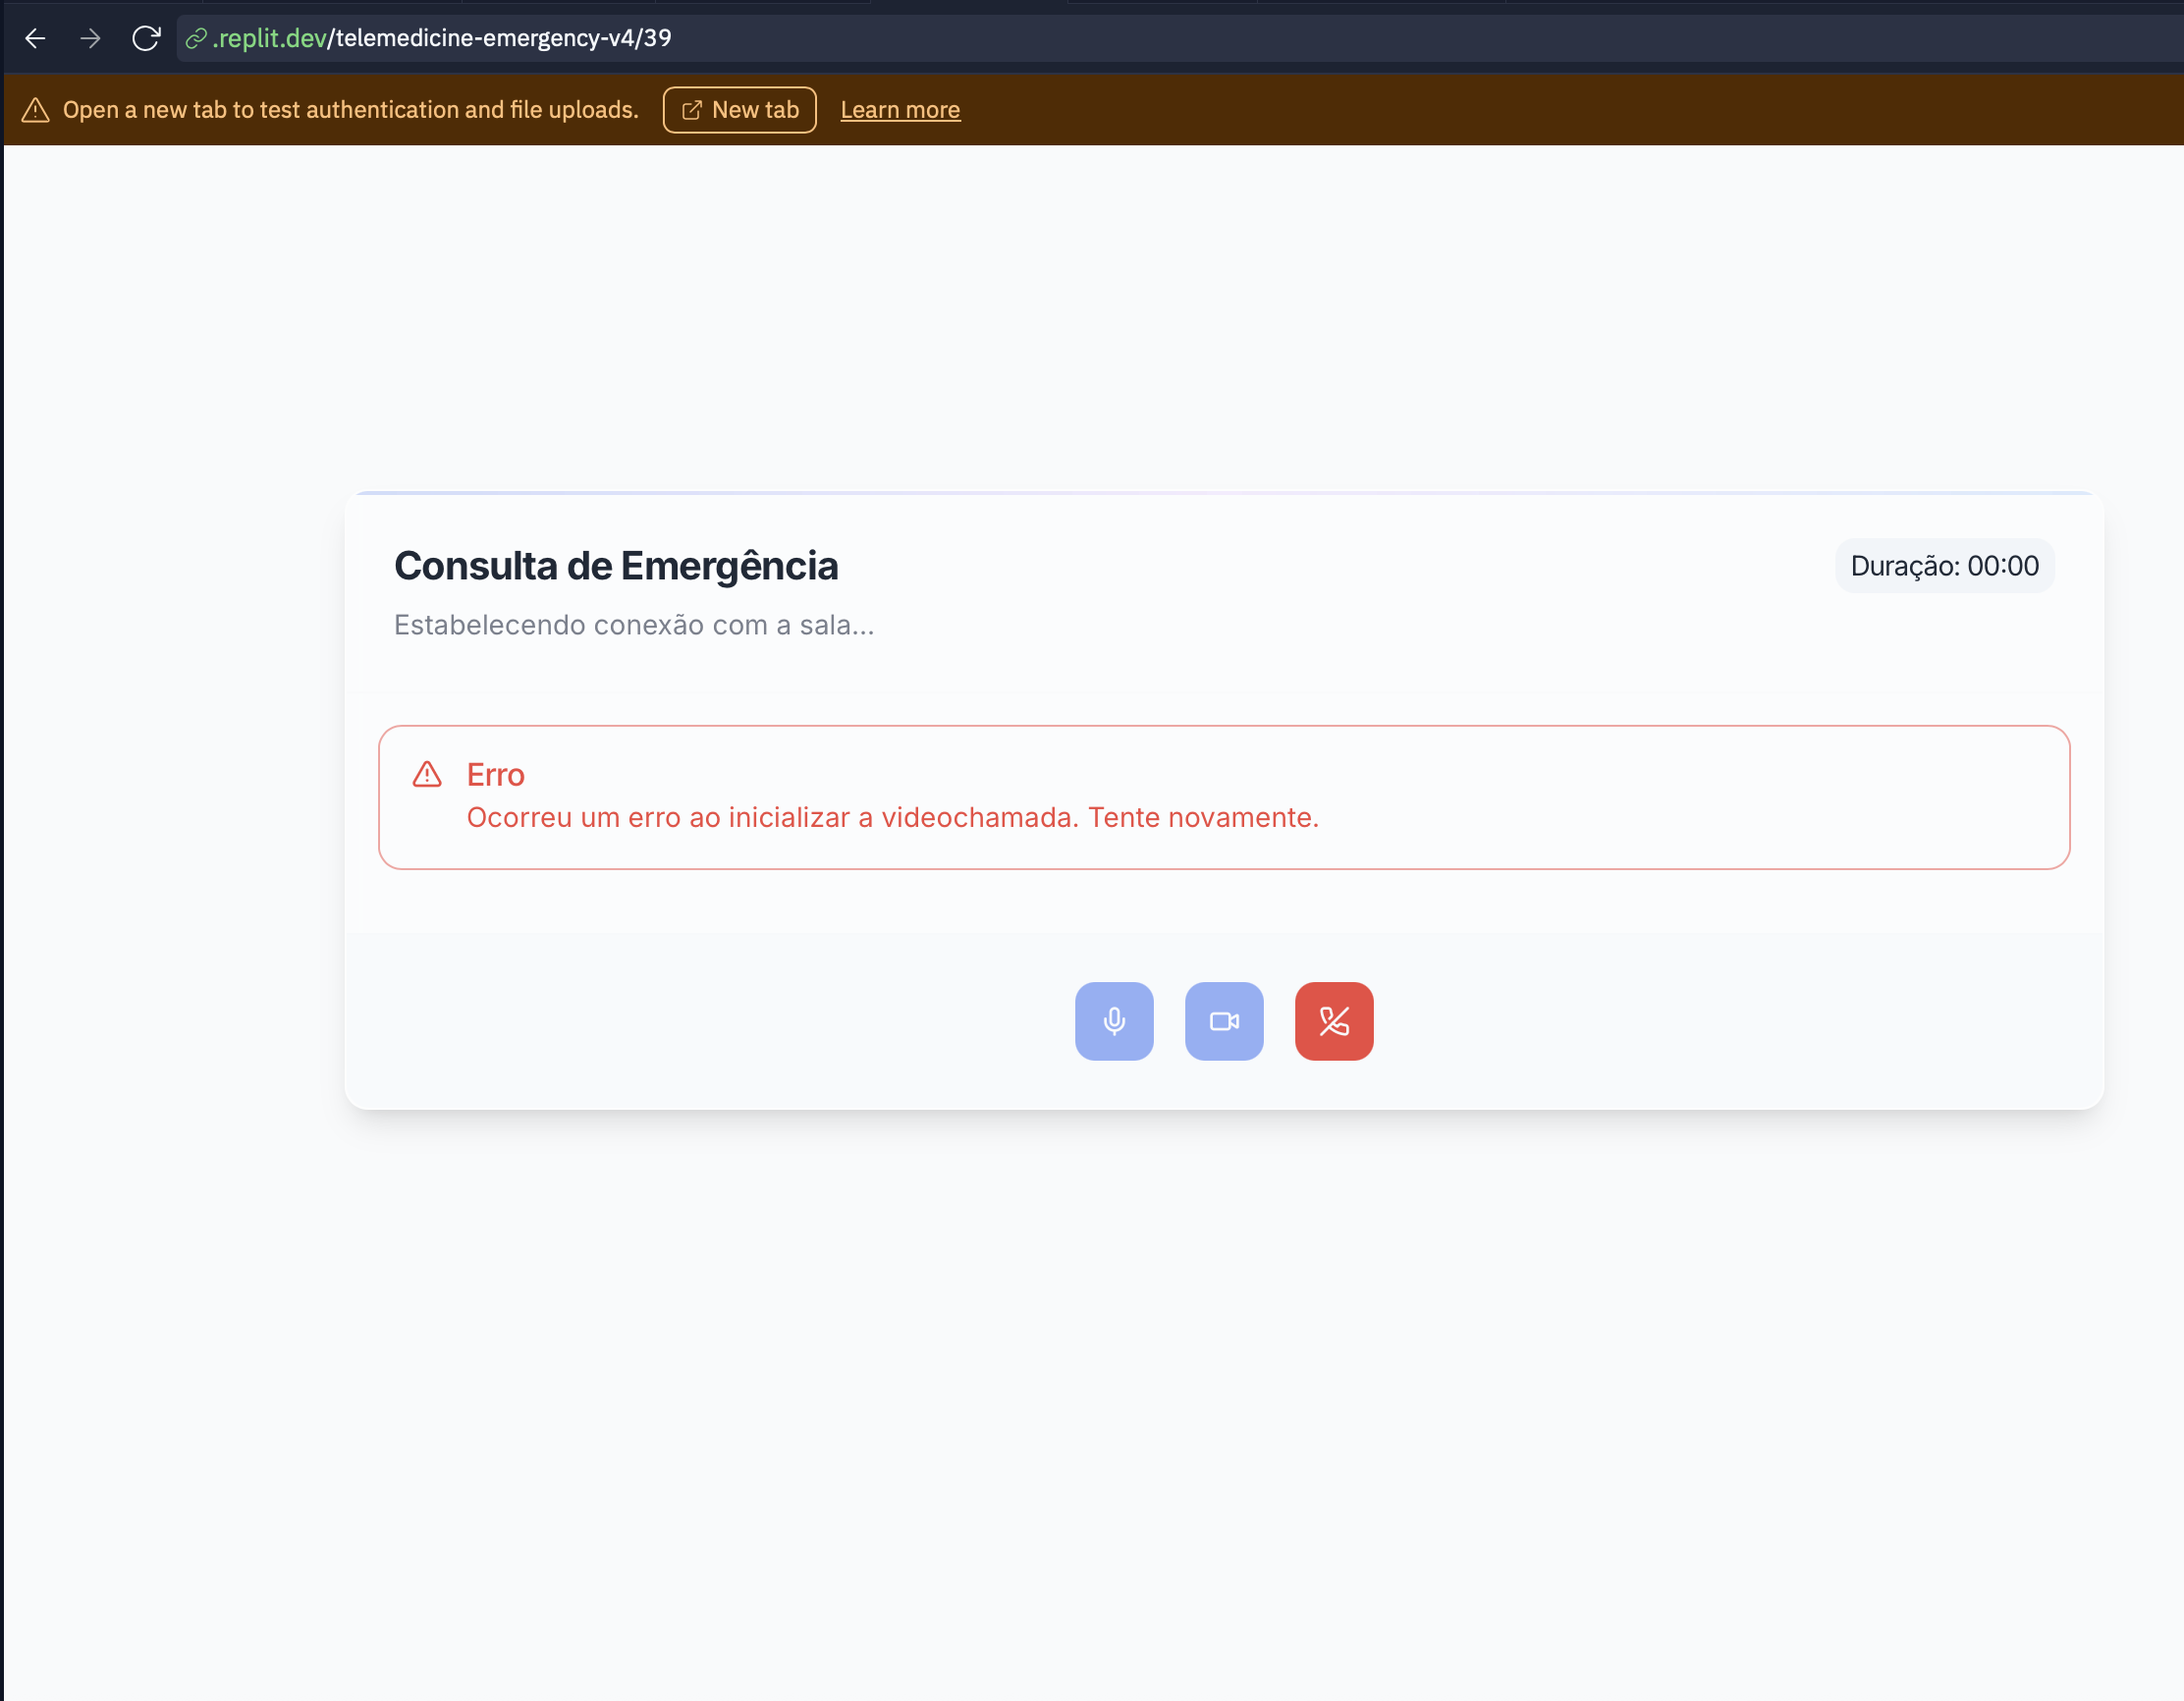 .replit.dev/telemedicine-emergency-v4/39
Open a new tab to test authentication and file uploads. New tab Learn more
Consulta de Emergência
Duração: 00:00
Estabelecendo conexão com a sala...
Erro
Ocorreu um erro ao inicializar a videochamada. Tente novamente.